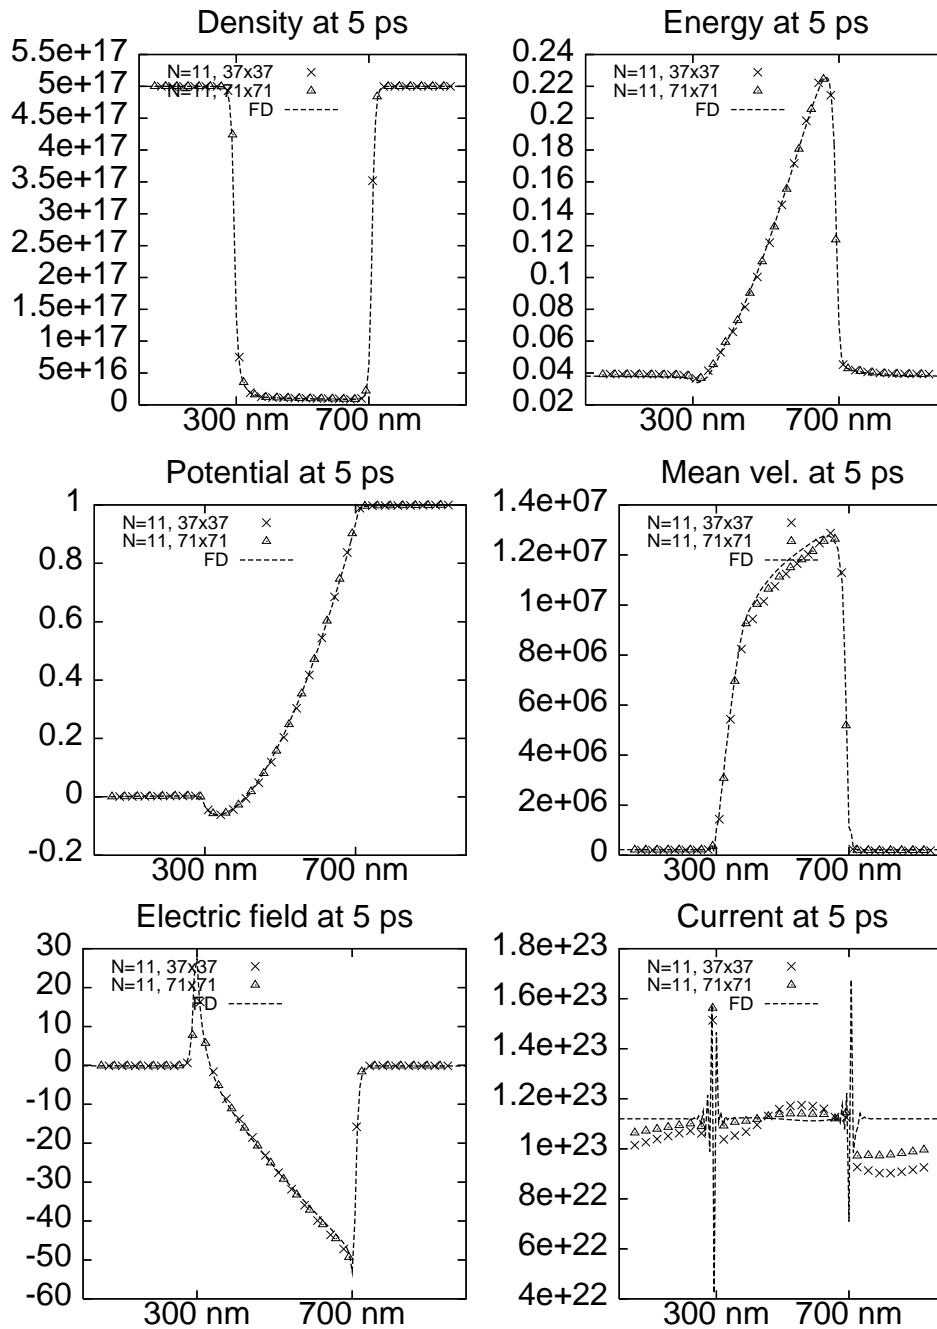 Density at 5 ps
5.5e+17
5e+17
4.5e+17
4e+17
3.5e+17
3e+17
2.5e+17
2e+17
1.5e+17
1e+17
5e+16
0
N=11, 37x37
N=11, 71x71
FD
300 nm 700 nm
Energy at 5 ps
0.24
0.22
0.2
0.18
0.16
0.14
0.12
0.1
0.08
0.06
0.04
0.02
N=11, 37x37
N=11, 71x71
FD
300 nm 700 nm
Potential at 5 ps
1
0.8
0.6
0.4
0.2
0
-0.2
N=11, 37x37
N=11, 71x71
FD
300 nm 700 nm
Mean vel. at 5 ps
1.4e+07
1.2e+07
1e+07
8e+06
6e+06
4e+06
2e+06
0
N=11, 37x37
N=11, 71x71
FD
300 nm 700 nm
Electric field at 5 ps
30
20
10
0
-10
-20
-30
-40
-50
-60
N=11, 37x37
N=11, 71x71
FD
300 nm 700 nm
Current at 5 ps
1.8e+23
1.6e+23
1.4e+23
1.2e+23
1e+23
8e+22
6e+22
4e+22
N=11, 37x37
N=11, 71x71
FD
300 nm 700 nm